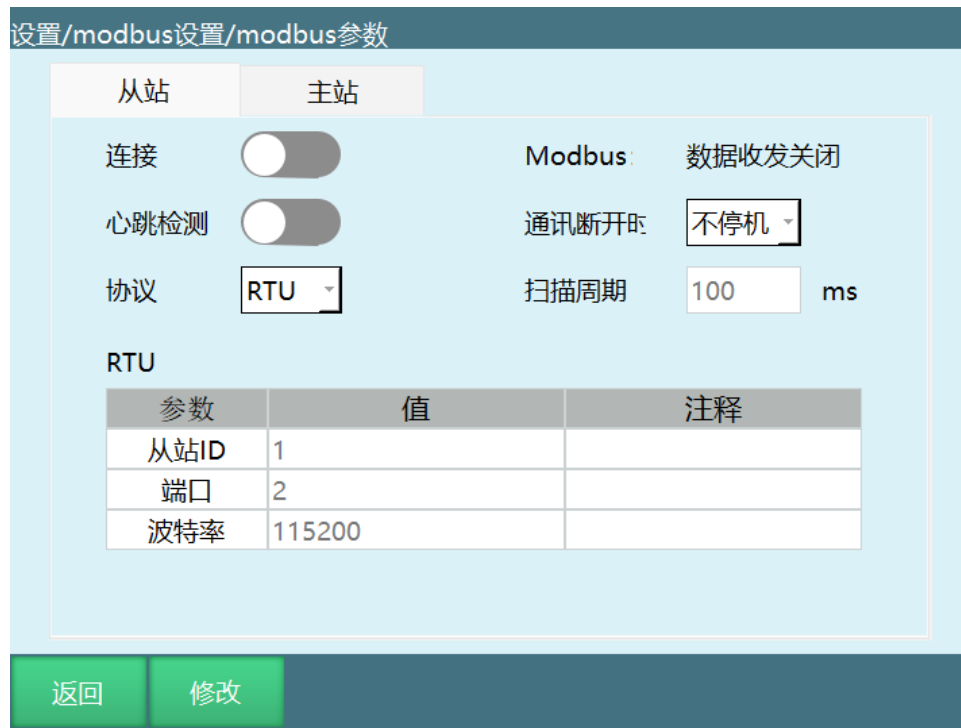 设置/modbus设置/modbus参数
从站 主站
连接 Modbus: 数据收发关闭
心跳检测 通讯断开时 不停机
协议 RTU 扫描周期 100 ms
RTU
参数 值 注释
从站ID 1
端口 2
波特率 115200
返回 修改